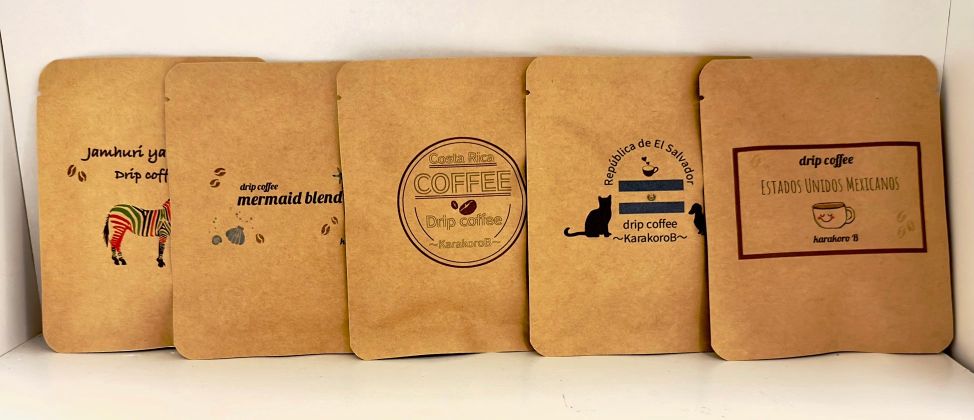 Jamhuri ya
Drip coff
drip coffee
mermaid blend
Costa Rica
COFFEE
Drip coffee
~KarakoroB~
República de El Salvador
drip coffee
~KarakoroB~
drip coffee
ESTADOS UNIDOS MEXICANOS
karakoro B